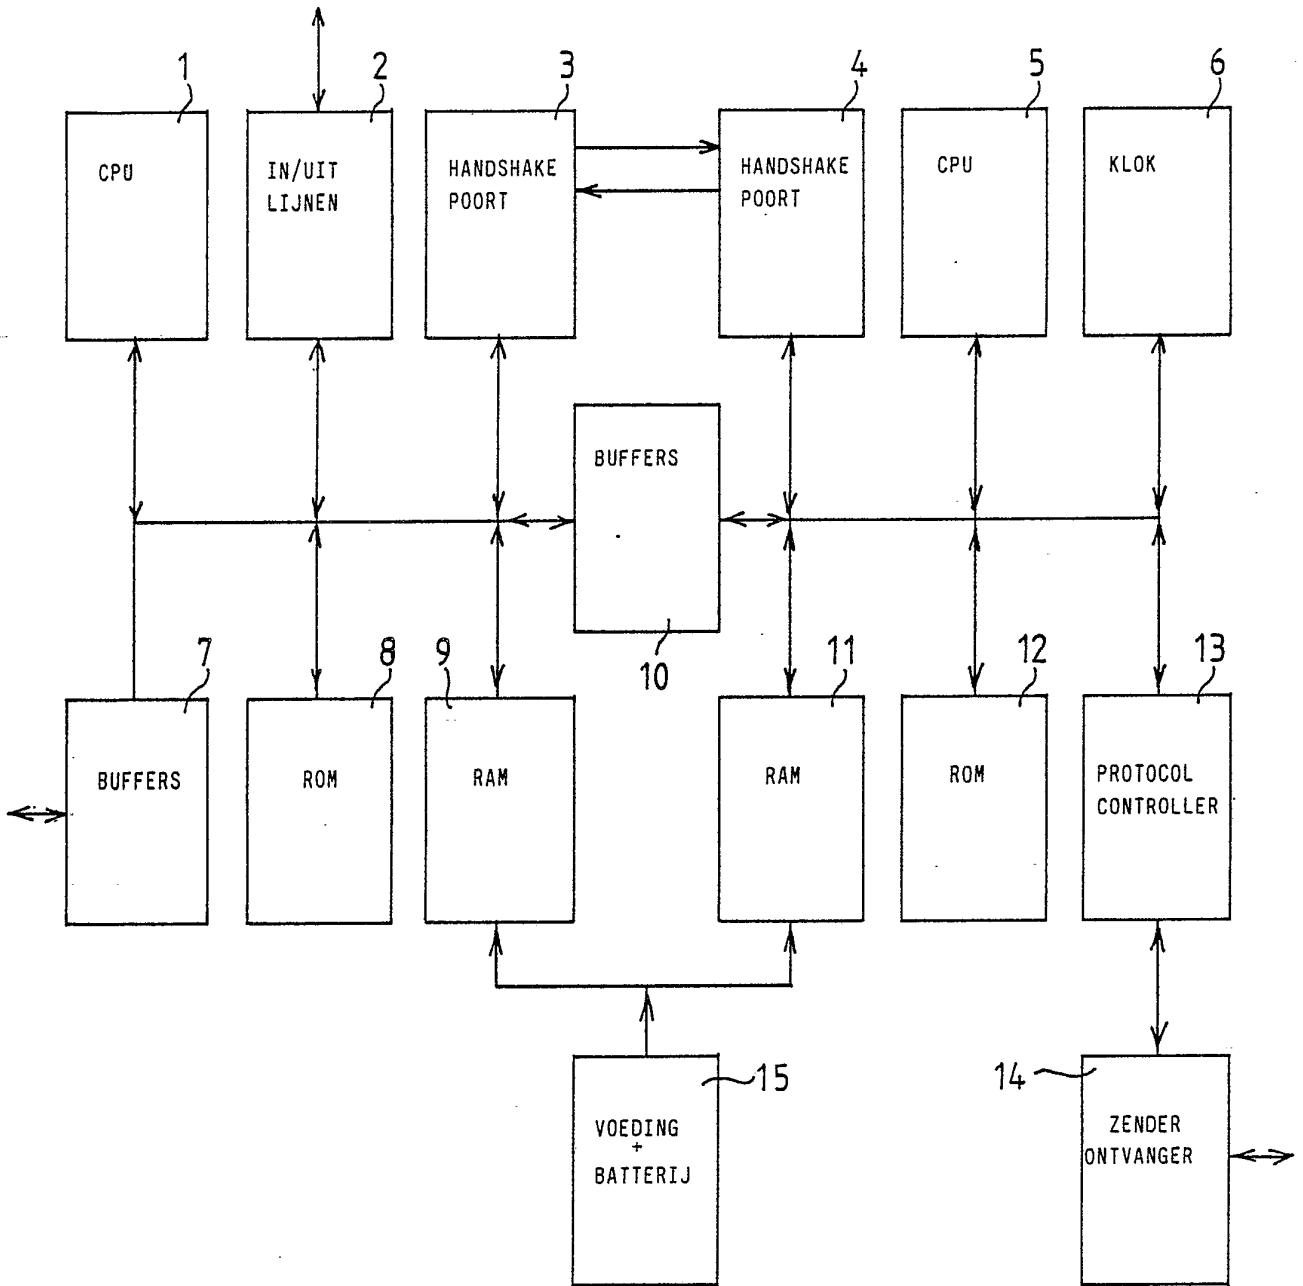 1
2
3
4
5
6
CPU
IN/UIT
LIJNEN
HANDSHAKE
POORT
HANDSHAKE
POORT
CPU
KLOK
BUFFERS
10
7
8
9
11
12
13
BUFFERS
ROM
RAM
RAM
ROM
PROTOCOL
CONTROLLER
15
14
VOEDING
+
BATTERIJ
ZENDER
ONTVANGER